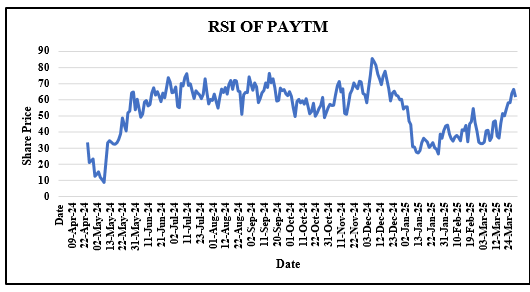 RSI OF PAYTM
Share Price
90
80
70
60
50
40
30
20
10
0
Date
09-Apr-24
22-Apr-24
02-May-24
13-May-24
22-May-24
31-May-24
11-Jun-24
21-Jun-24
02-Jul-24
11-Jul-24
23-Jul-24
01-Aug-24
12-Aug-24
22-Aug-24
02-Sep-24
11-Sep-24
20-Sep-24
01-Oct-24
11-Oct-24
22-Oct-24
31-Oct-24
11-Nov-24
22-Nov-24
03-Dec-24
12-Dec-24
23-Dec-24
02-Jan-25
13-Jan-25
22-Jan-25
31-Jan-25
10-Feb-25
19-Feb-25
03-Mar-25
12-Mar-25
24-Mar-25
Date